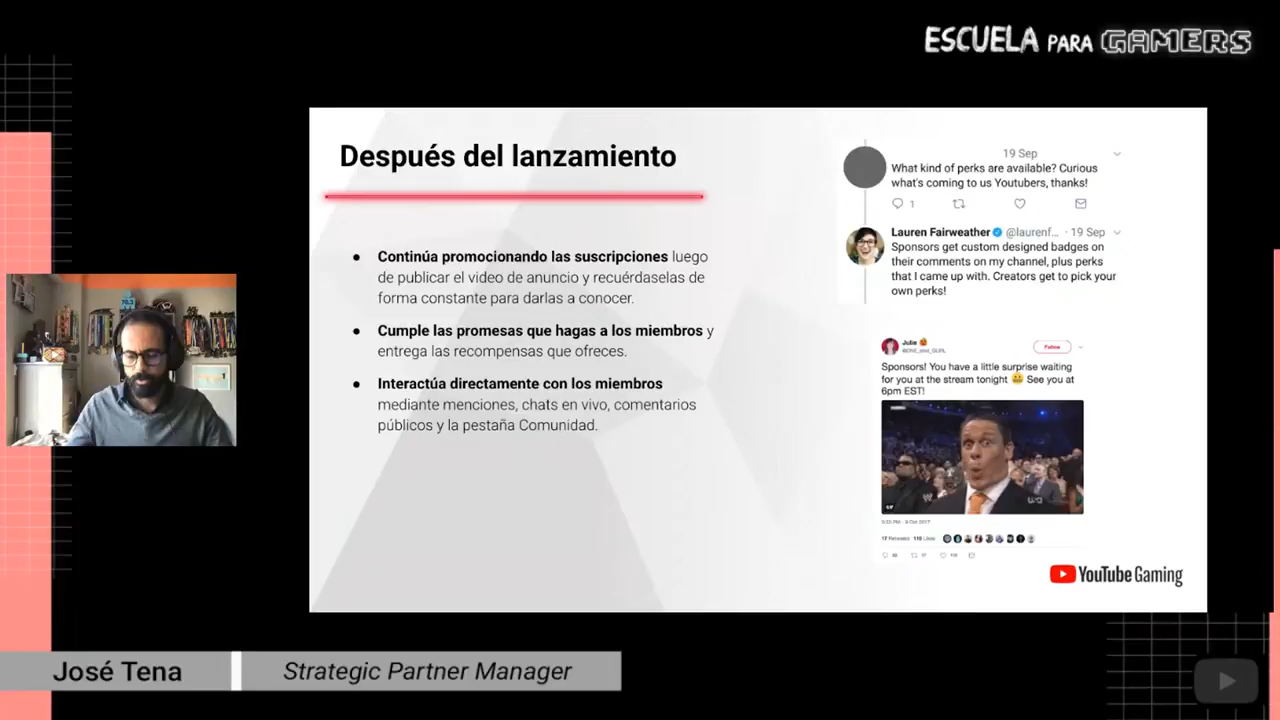 ESCUELA PARA GAMERS
Después del lanzamiento
● Continúa promocionando las suscripciones luego
de publicar el video de anuncio y recuérdaselas de
forma constante para darlas a conocer.
● Cumple las promesas que hagas a los miembros y
entrega las recompensas que ofreces.
● Interactúa directamente con los miembros
mediante menciones, chats en vivo, comentarios
públicos y la pestaña Comunidad.
19 Sep
What kind of perks are available? Curious
what's coming to us Youtubers, thanks!
1
Lauren Fairweather @laurenf... · 19 Sep
Sponsors get custom designed badges on
their comments on my channel, plus perks
that I came up with. Creators get to pick your
own perks!
Julie
Follow
Sponsors! You have a little surprise waiting
for you at the stream tonight 😀 See you at
6pm EST!
GIF
17 Retweets 110 Likes
YouTube Gaming
José Tena
Strategic Partner Manager